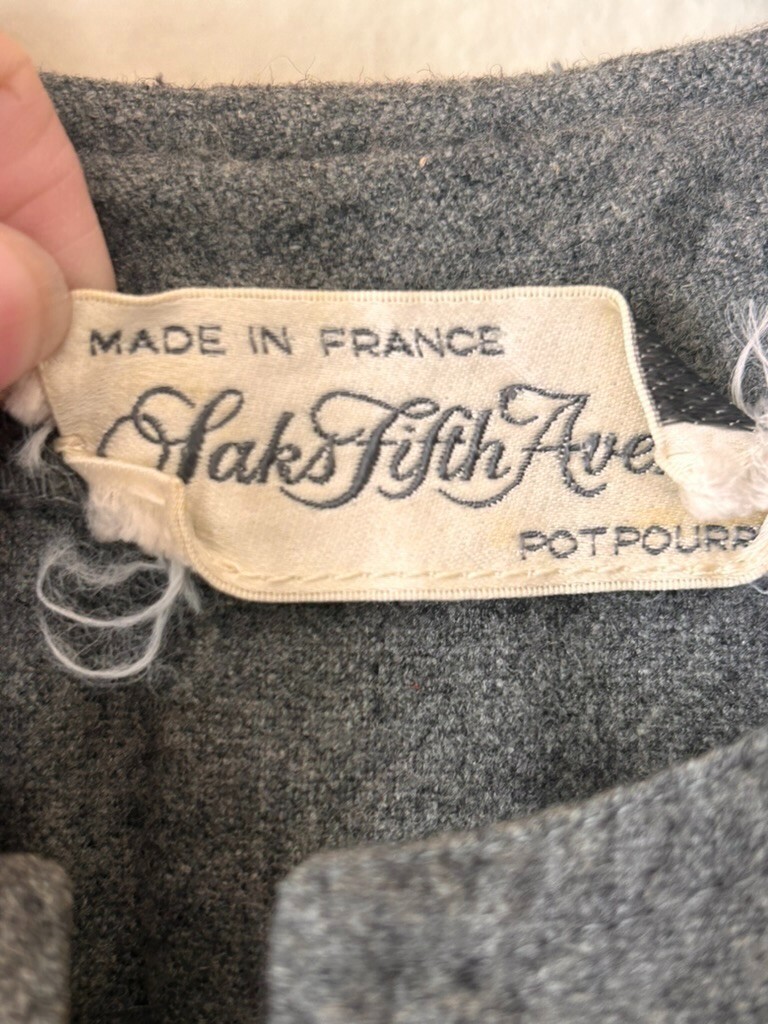 MADE IN FRANCE
Saks Fifth Ave
POTPOURR